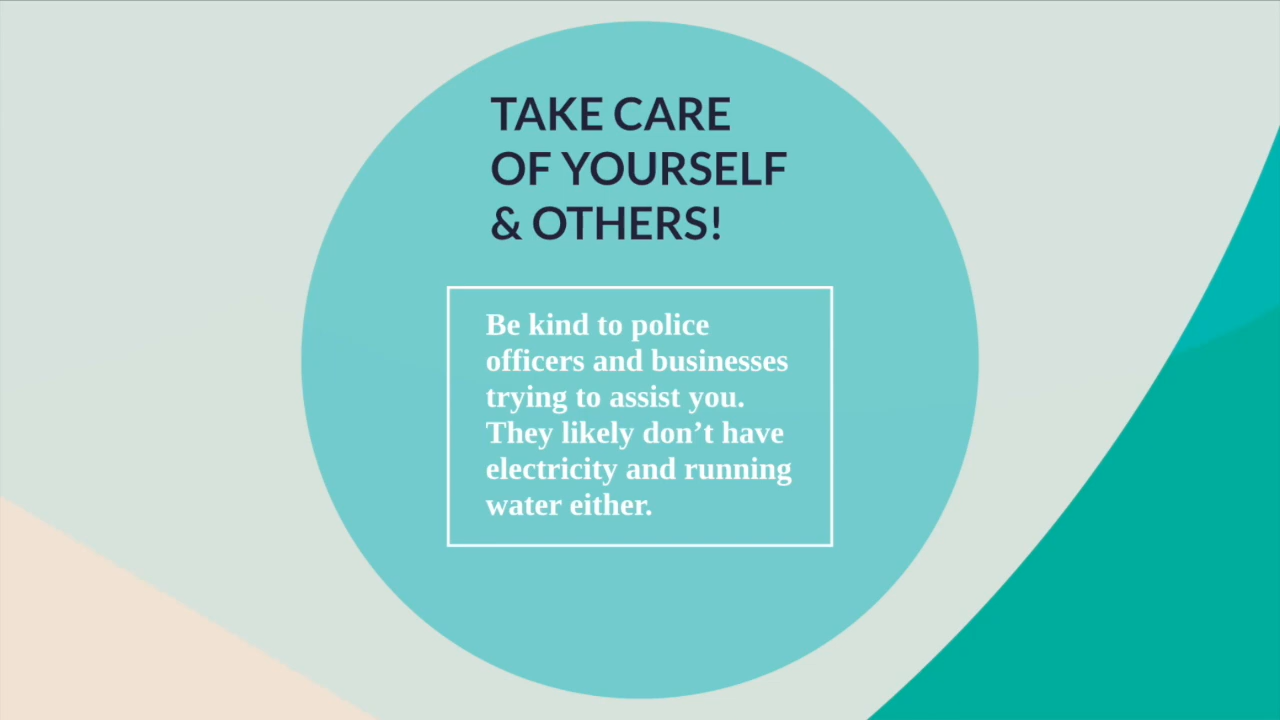 TAKE CARE
OF YOURSELF
& OTHERS!
Be kind to police
officers and businesses
trying to assist you.
They likely don’t have
electricity and running
water either.